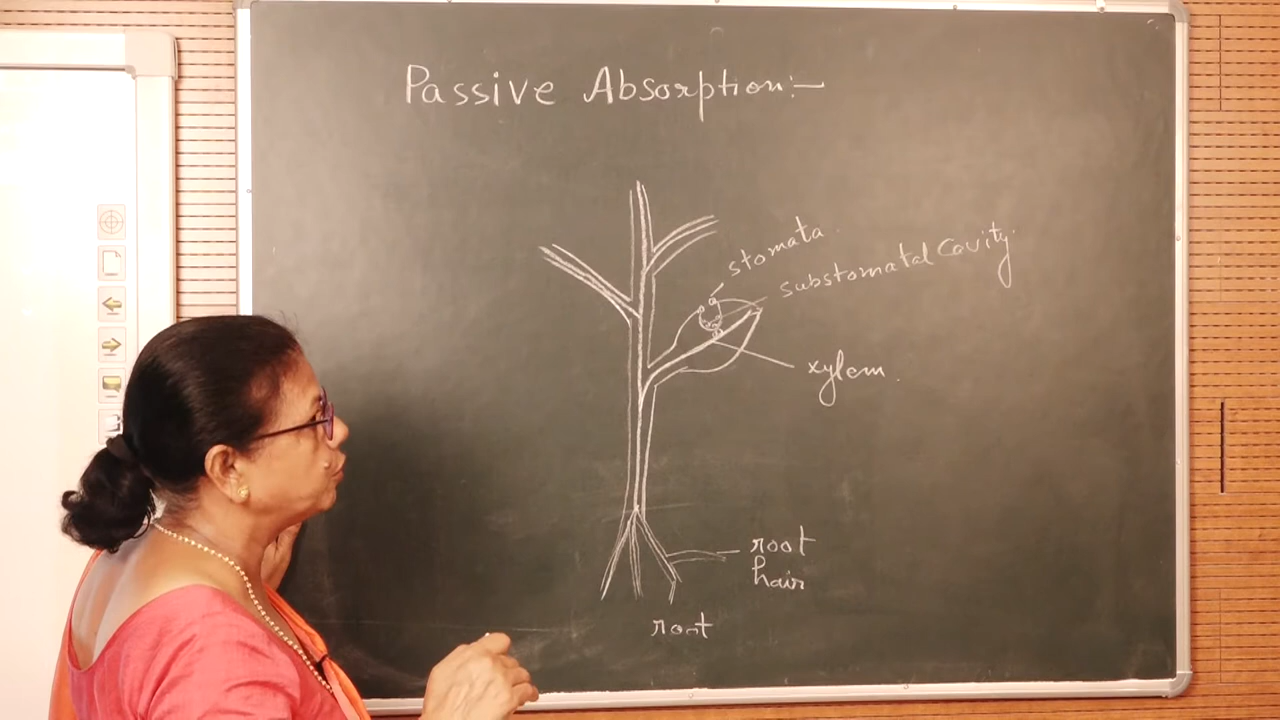 Passive Absorption:-
stomata
substomatal cavity
xylem.
root
hair
root